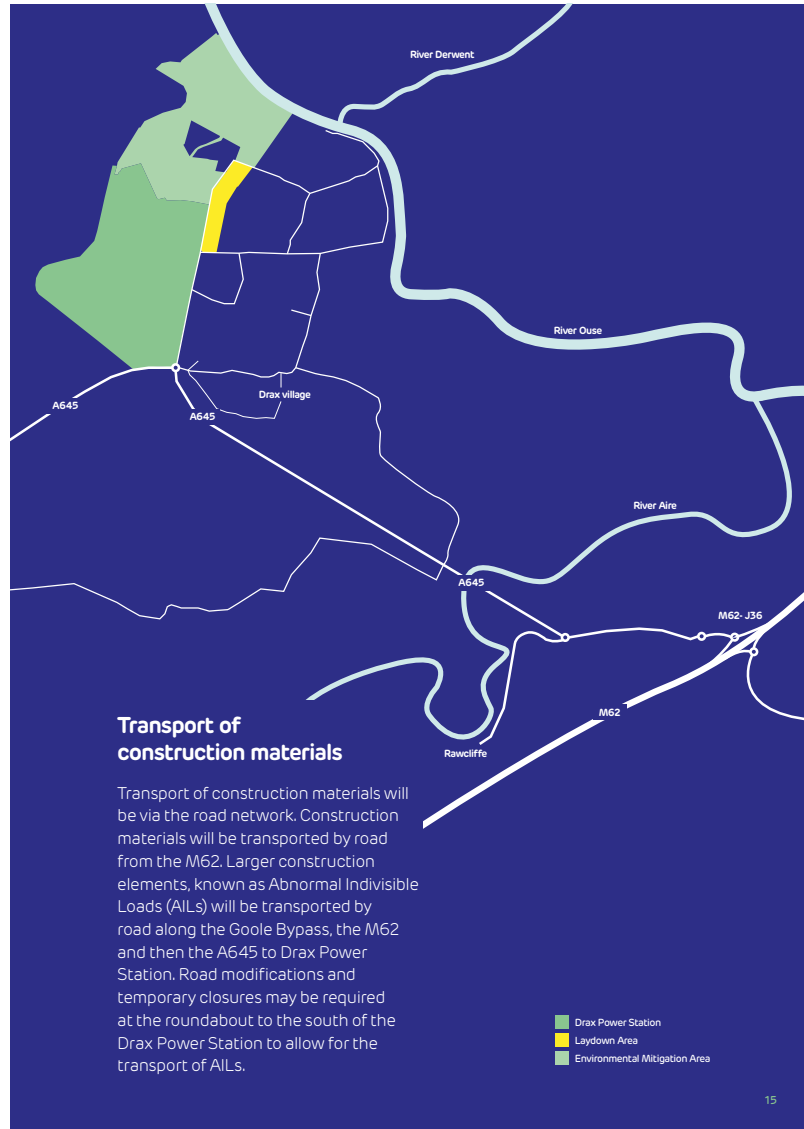 River Derwent
River Ouse
A645
Drax village
A645
River Aire
A645
M62- J36
M62
Rawcliffe
Transport of
construction materials
Transport of construction materials will
be via the road network. Construction
materials will be transported by road
from the M62. Larger construction
elements, known as Abnormal Indivisible
Loads (AILs) will be transported by
road along the Goole Bypass, the M62
and then the A645 to Drax Power
Station. Road modifications and
temporary closures may be required
at the roundabout to the south of the
Drax Power Station to allow for the
transport of AILs.
Drax Power Station
Laydown Area
Environmental Mitigation Area
15